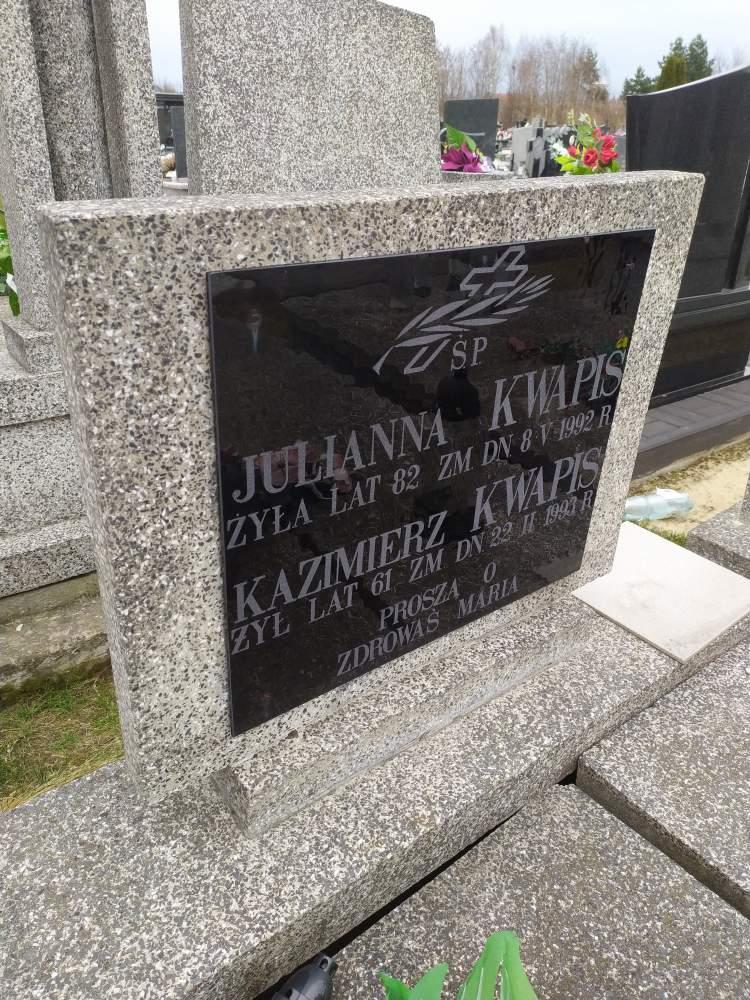 ŚP
JULIANNA KWAPIS
ŻYŁA LAT 82 ZM DN 8 V 1992 R
KAZIMIERZ KWAPIS
ŻYŁ LAT 61 ZM DN 22 II 1993 R
PROSZA O
ZDROWAŚ MARIA